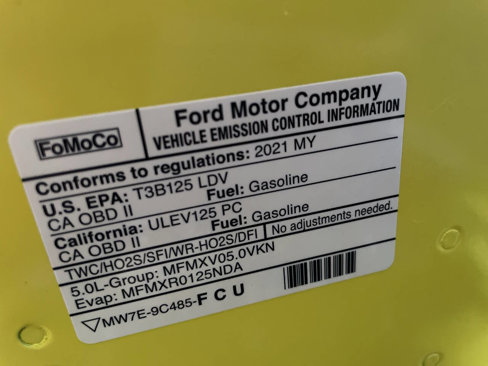 FoMoCo
Ford Motor Company
VEHICLE EMISSION CONTROL INFORMATION
Conforms to regulations: 2021 MY
U.S. EPA: T3B125 LDV
CA OBD II Fuel: Gasoline
California: ULEV125 PC
CA OBD II Fuel: Gasoline
TWC/HO2S/SFI/WR-HO2S/DFI No adjustments needed.
5.0L-Group: MFMXV05.0VKN
Evap: MFMXR0125NDA
MW7E-9C485-F C U